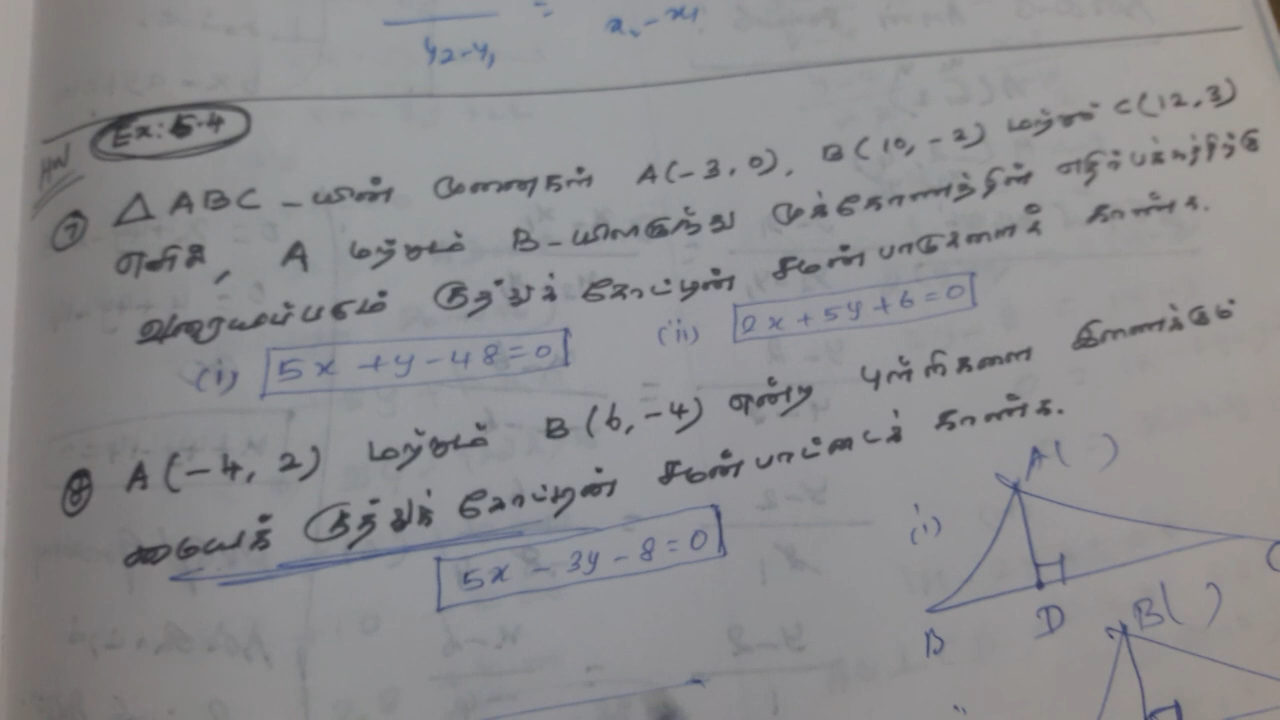 y₂-y₁ = x₂-x₁
HW Ex: 5.4
⑦ △ ABC -யின் முனைகள் A(-3,0), B(10,-2) மற்றும் C(12,3)
எனில், A மற்றும் B-யிலிருந்து முக்கோணத்தின் எதிர்பக்கத்திற்கு
வரையப்படும் குத்துக் கோட்டின் சமன்பாடுகளைக் காண்க.
(i) 5x + y - 48 = 0 (ii) 2x + 5y + 6 = 0
⑧ A(-4, 2) மற்றும் B(6, -4) என்ற புள்ளிகளை இணைக்கும்
மையக் குத்துக் கோட்டின் சமன்பாட்டைக் காண்க.
5x - 3y - 8 = 0
(i) A( )
B D C
B( )